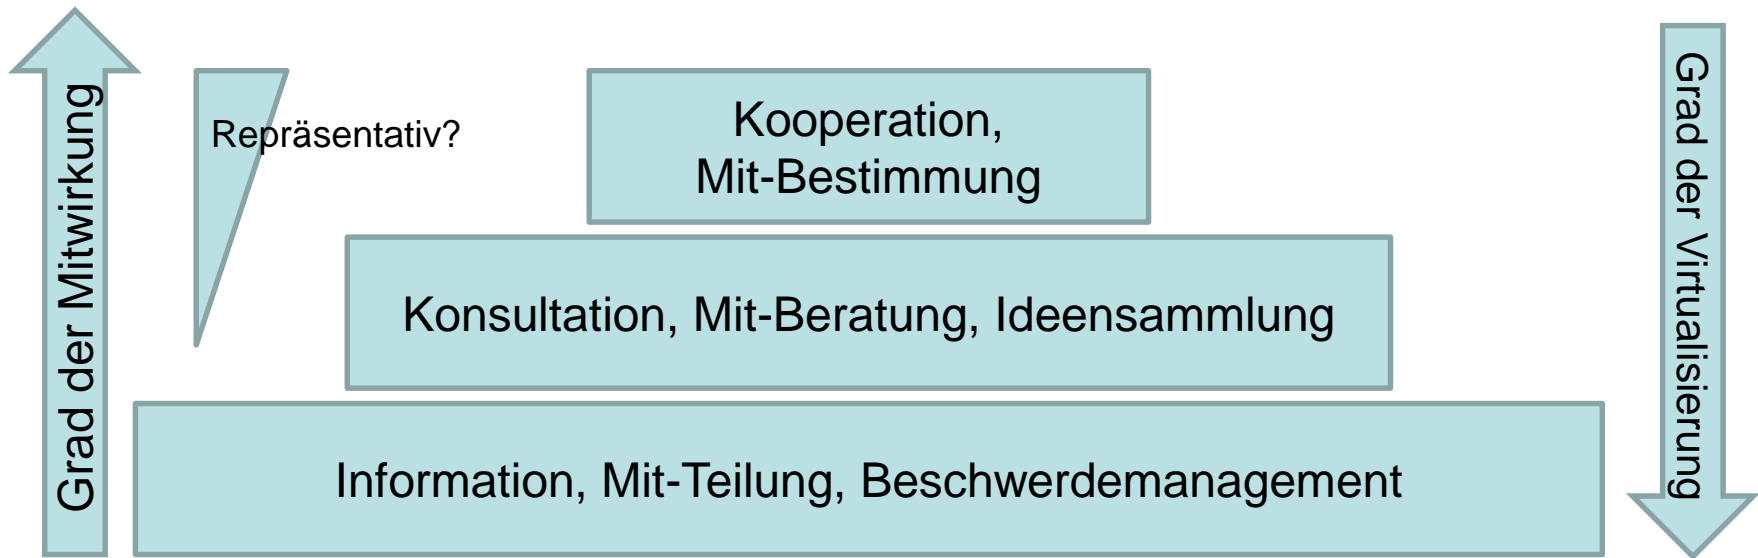 Grad der Mitwirkung
Repräsentativ?
Kooperation,
Mit-Bestimmung
Konsultation, Mit-Beratung, Ideensammlung
Information, Mit-Teilung, Beschwerdemanagement
Grad der Virtualisierung